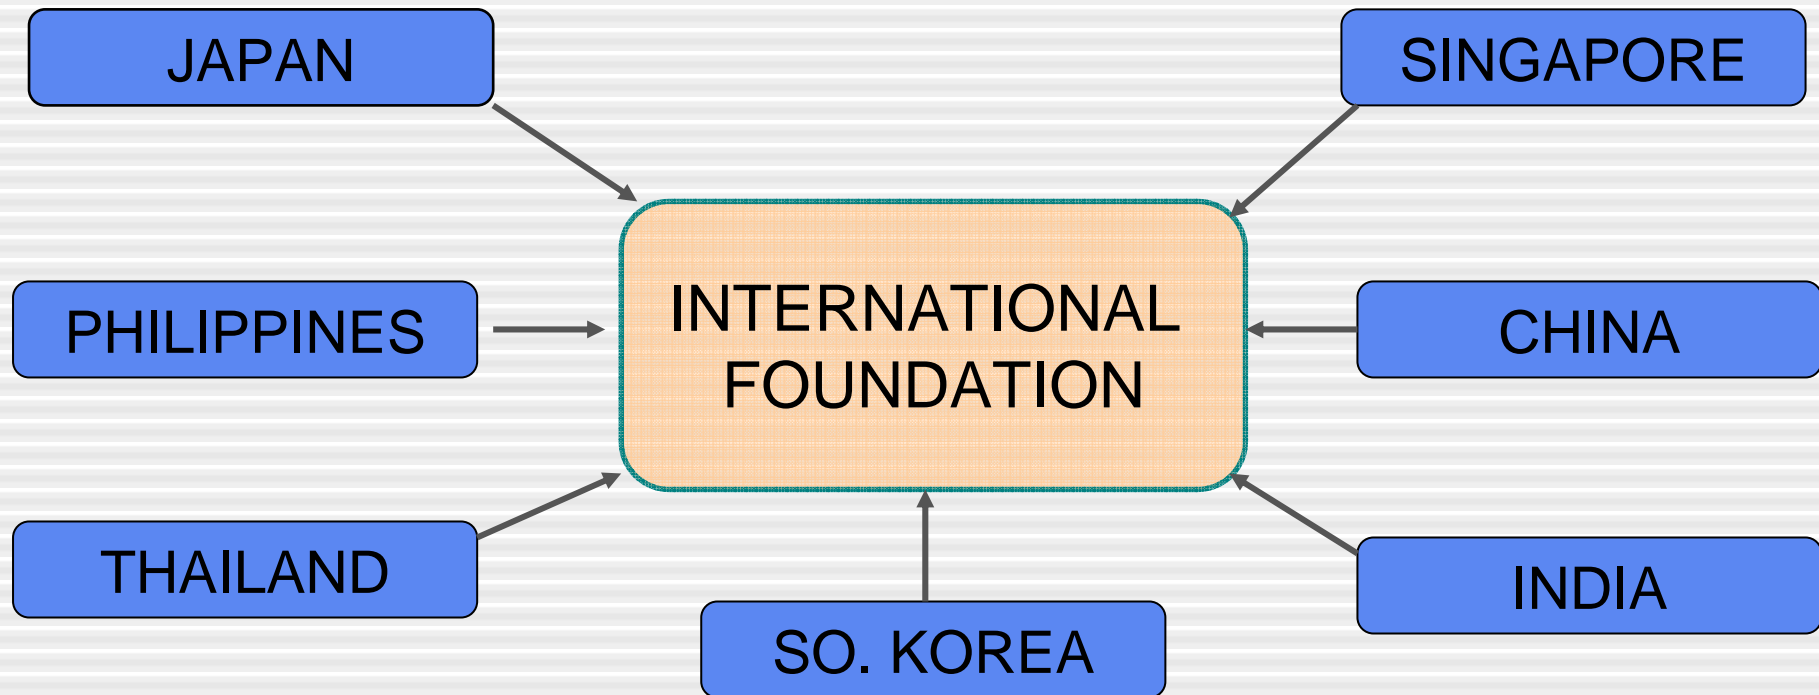 JAPAN
SINGAPORE
INTERNATIONAL
FOUNDATION
PHILIPPINES
CHINA
THAILAND
INDIA
SO. KOREA